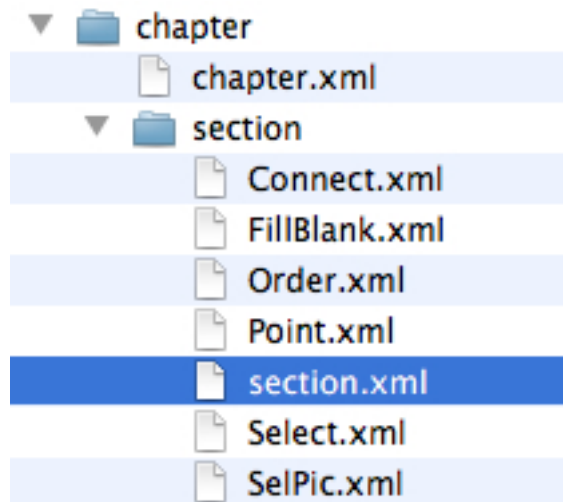 chapter
chapter.xml
section
Connect.xml
FillBlank.xml
Order.xml
Point.xml
section.xml
Select.xml
SelPic.xml